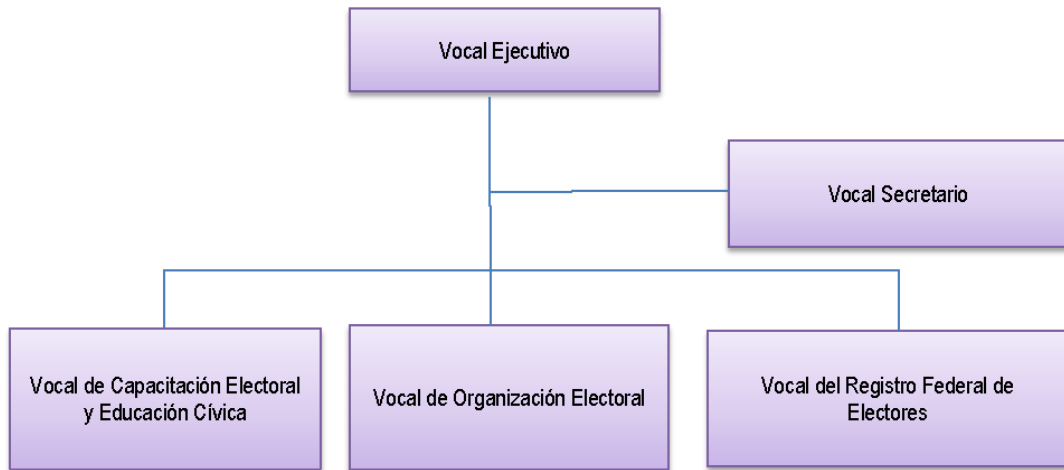 Vocal Ejecutivo
Vocal Secretario
Vocal de Capacitación Electoral
y Educación Cívica
Vocal de Organización Electoral
Vocal del Registro Federal de
Electores